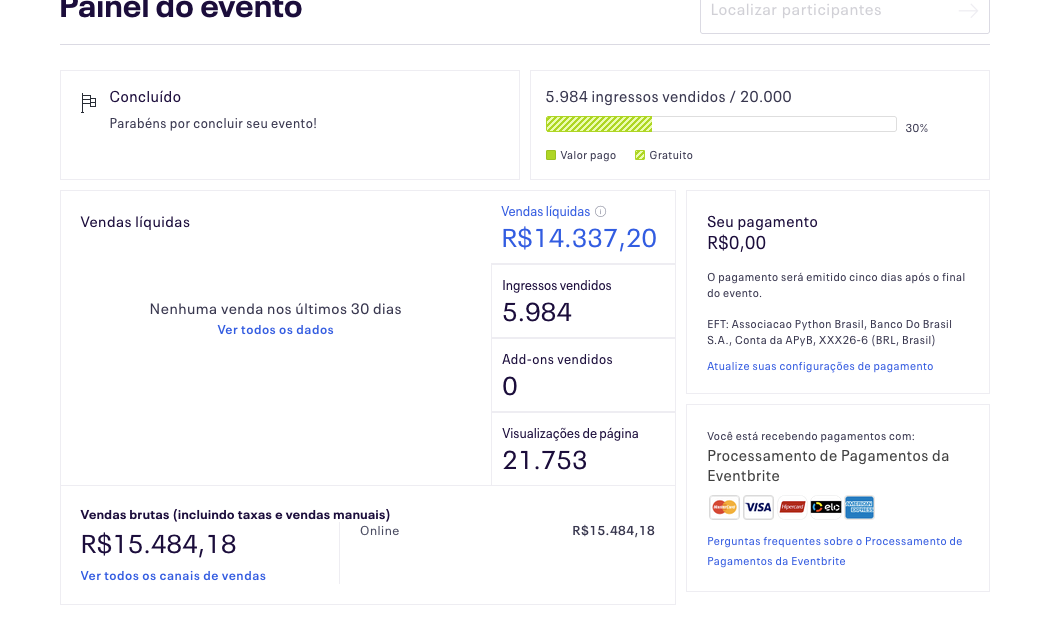 Painel do evento
Localizar participantes
Concluído
Parabéns por concluir seu evento!
5.984 ingressos vendidos / 20.000
30%
Valor pago
Gratuito
Vendas líquidas
Nenhuma venda nos últimos 30 dias
Ver todos os dados
Vendas líquidas
R$14.337,20
Ingressos vendidos
5.984
Add-ons vendidos
0
Visualizações de página
21.753
Vendas brutas (incluindo taxas e vendas manuais)
R$15.484,18
Ver todos os canais de vendas
Online
R$15.484,18
Seu pagamento
R$0,00
O pagamento será emitido cinco dias após o final
do evento.
EFT: Associacao Python Brasil, Banco Do Brasil
S.A., Conta da APyB, XXX26-6 (BRL, Brasil)
Atualize suas configurações de pagamento
Você está recebendo pagamentos com:
Processamento de Pagamentos da
Eventbrite
MasterCard
VISA
Hipercard
elo
AMERICAN
EXPRESS
Perguntas frequentes sobre o Processamento de
Pagamentos da Eventbrite